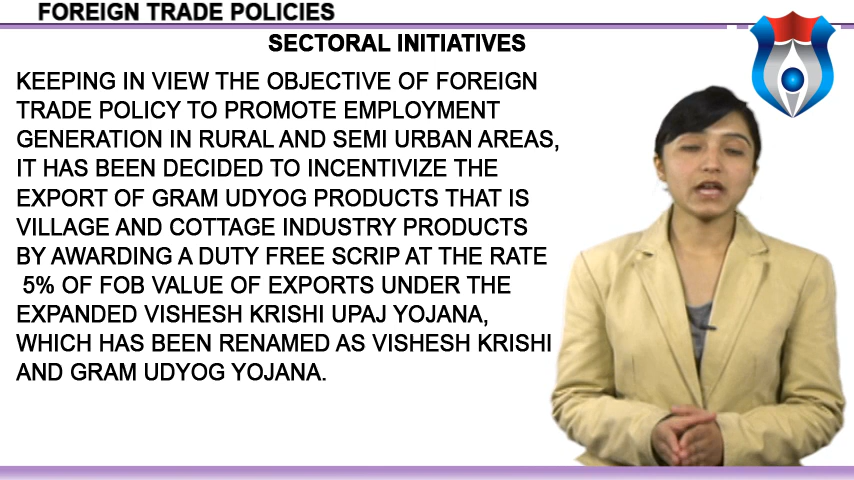 FOREIGN TRADE POLICIES
SECTORAL INITIATIVES
KEEPING IN VIEW THE OBJECTIVE OF FOREIGN
TRADE POLICY TO PROMOTE EMPLOYMENT
GENERATION IN RURAL AND SEMI URBAN AREAS,
IT HAS BEEN DECIDED TO INCENTIVIZE THE
EXPORT OF GRAM UDYOG PRODUCTS THAT IS
VILLAGE AND COTTAGE INDUSTRY PRODUCTS
BY AWARDING A DUTY FREE SCRIP AT THE RATE
5% OF FOB VALUE OF EXPORTS UNDER THE
EXPANDED VISHESH KRISHI UPAJ YOJANA,
WHICH HAS BEEN RENAMED AS VISHESH KRISHI
AND GRAM UDYOG YOJANA.